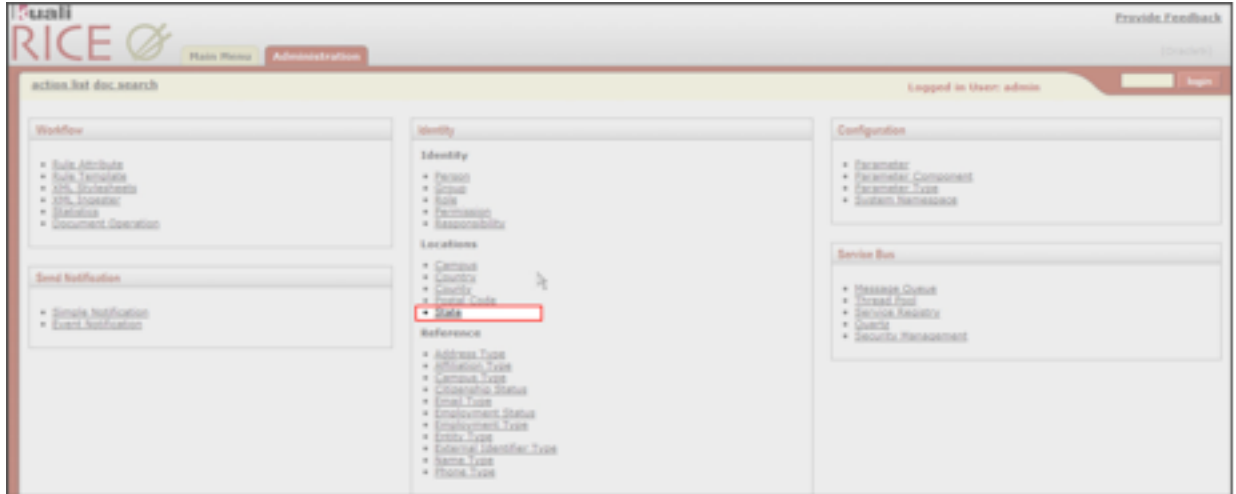 Kuali
RICE
Provide Feedback
Main Menu
Administration
action list doc search
Logged in User: admin
login
Workflow
Rule Attribute
Rule Template
XML Stylesheets
XML Ingester
Statistics
Document Operation
Send Notification
Simple Notification
Event Notification
Identity
Identity
Person
Group
Role
Permission
Responsibility
Locations
Campus
Country
County
Postal Code
State
Reference
Address Type
Affiliation Type
Campus Type
Citizenship Status
Email Type
Employment Status
Employment Type
Entity Type
External Identifier Type
Name Type
Phone Type
Configuration
Parameter
Parameter Component
Parameter Type
System Namespace
Service Bus
Message Queue
Thread Pool
Service Registry
Quartz
Security Management